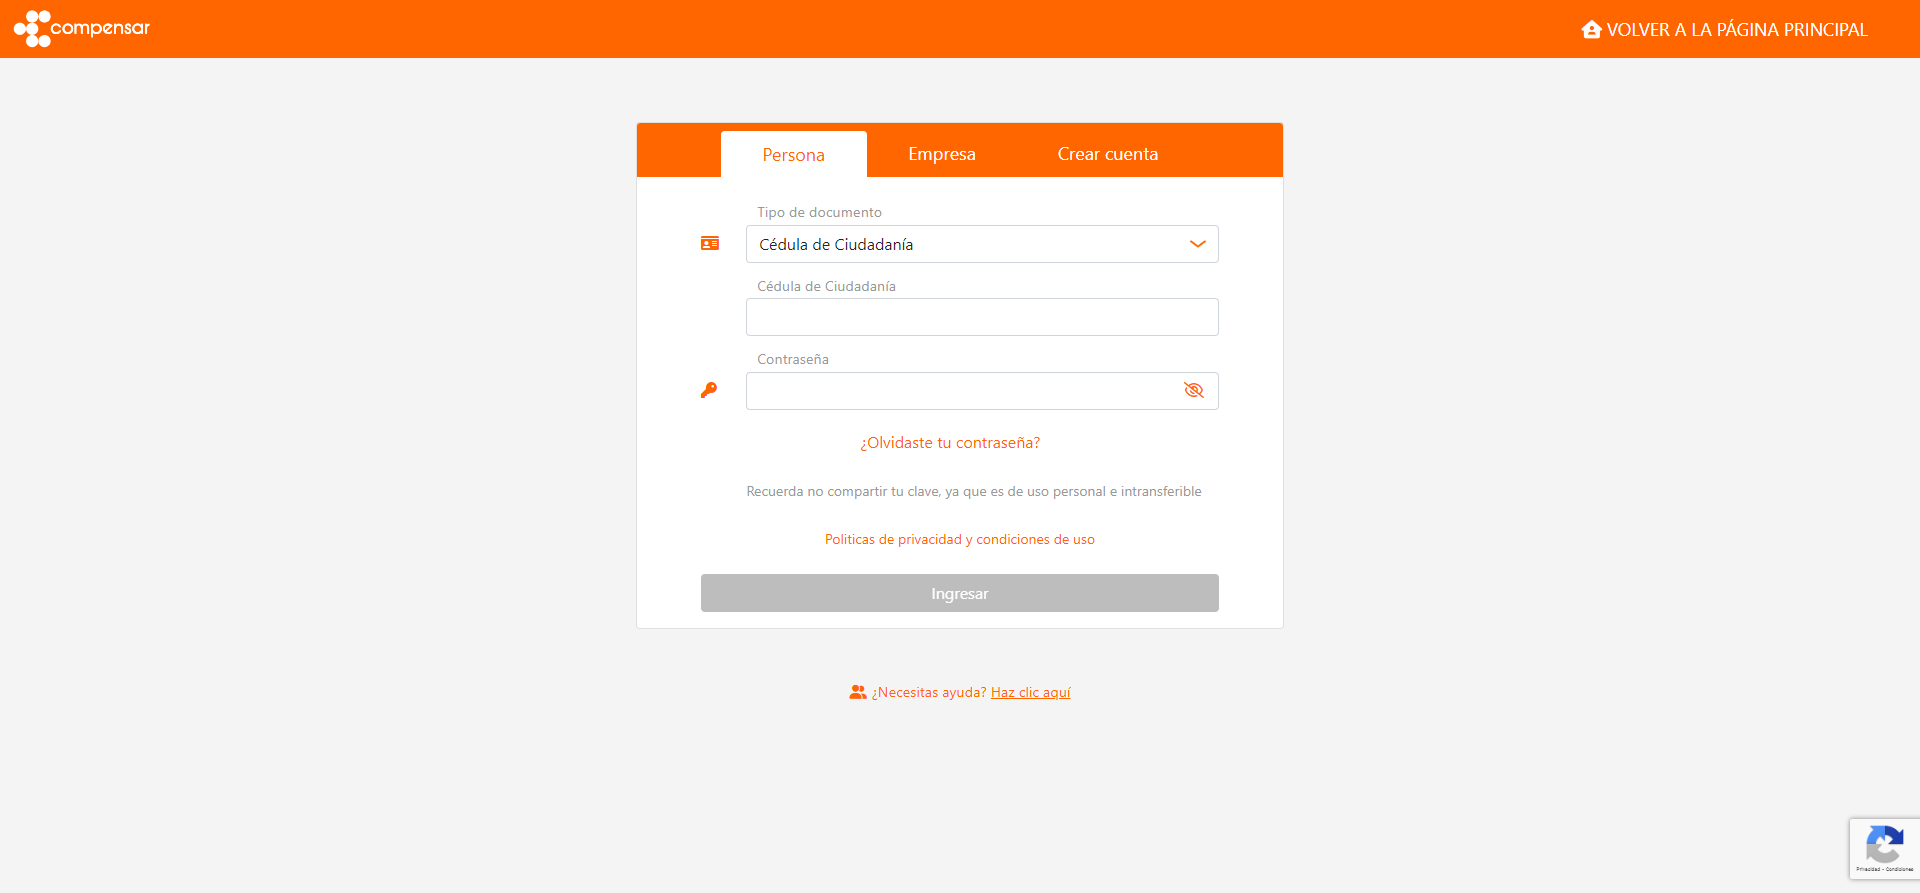 compensar
VOLVER A LA PÁGINA PRINCIPAL
Persona
Empresa
Crear cuenta
Tipo de documento
Cédula de Ciudadanía
Cédula de Ciudadanía
Contraseña
¿Olvidaste tu contraseña?
Recuerda no compartir tu clave, ya que es de uso personal e intransferible
Politicas de privacidad y condiciones de uso
Ingresar
¿Necesitas ayuda? Haz clic aquí
Privacidad - Condiciones